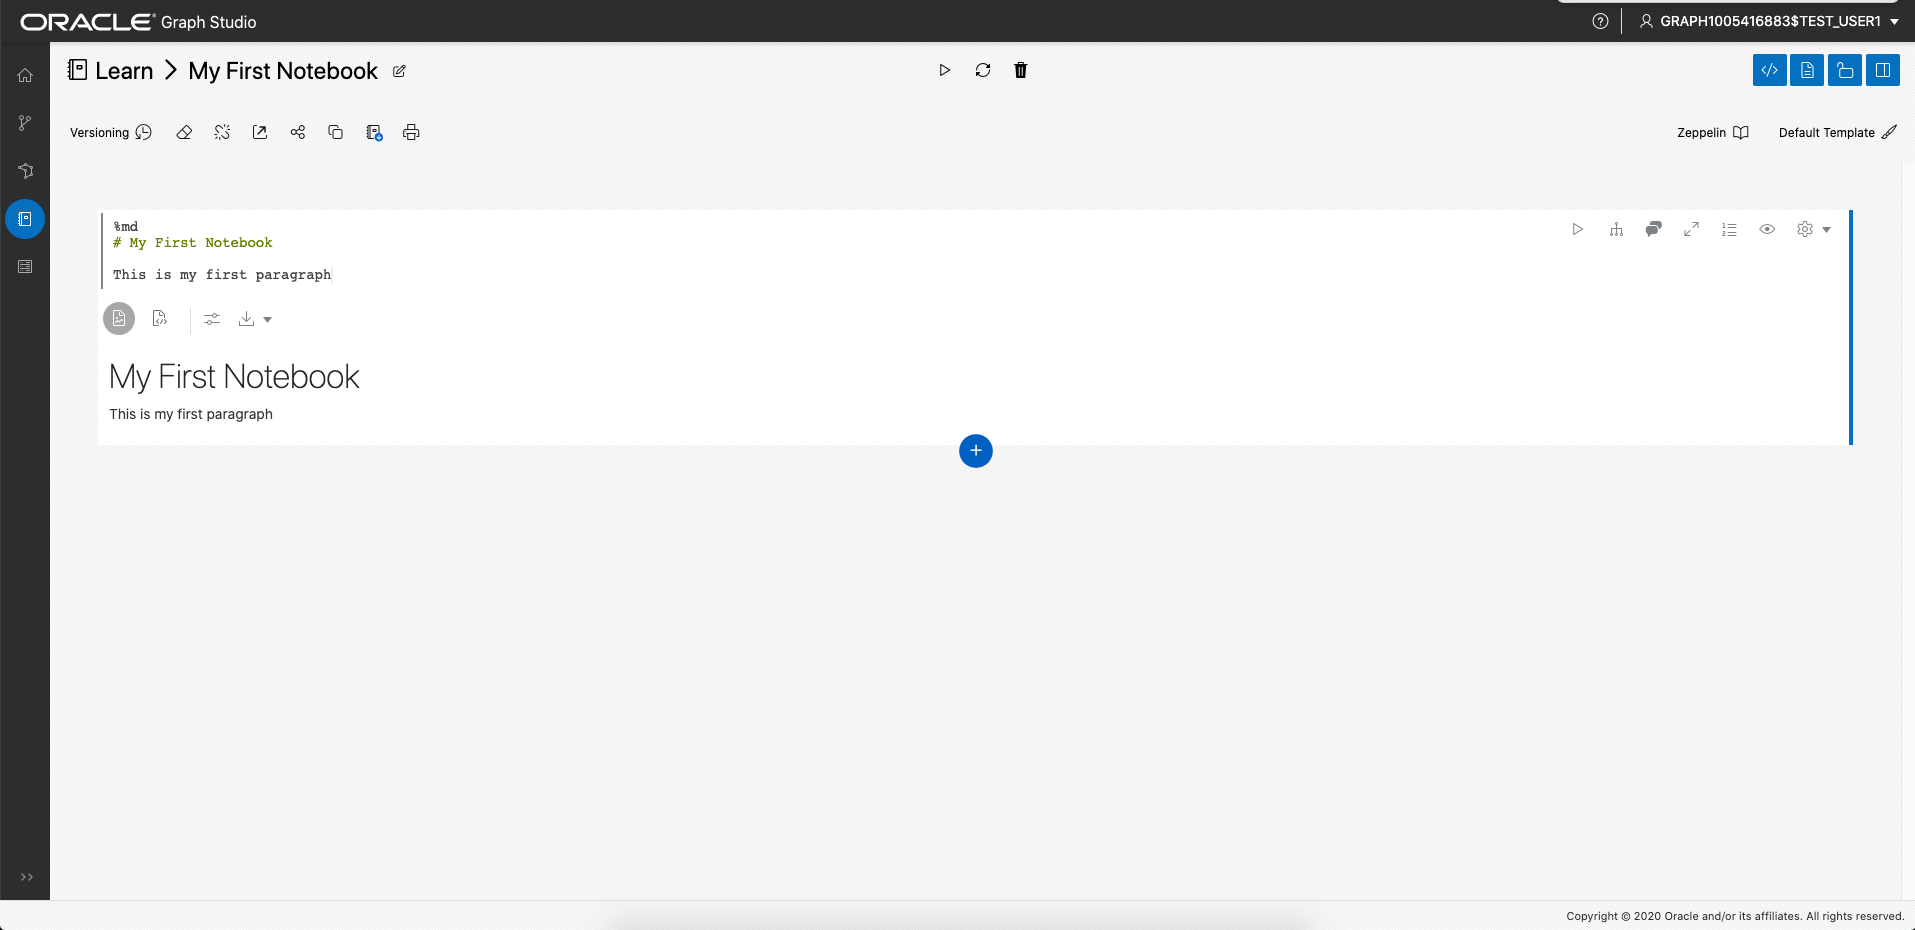 ORACLE® Graph Studio
GRAPH1005416883$TEST_USER1
Learn > My First Notebook
Versioning
Zeppelin
Default Template
%md
# My First Notebook
This is my first paragraph
My First Notebook
This is my first paragraph
Copyright © 2020 Oracle and/or its affiliates. All rights reserved.